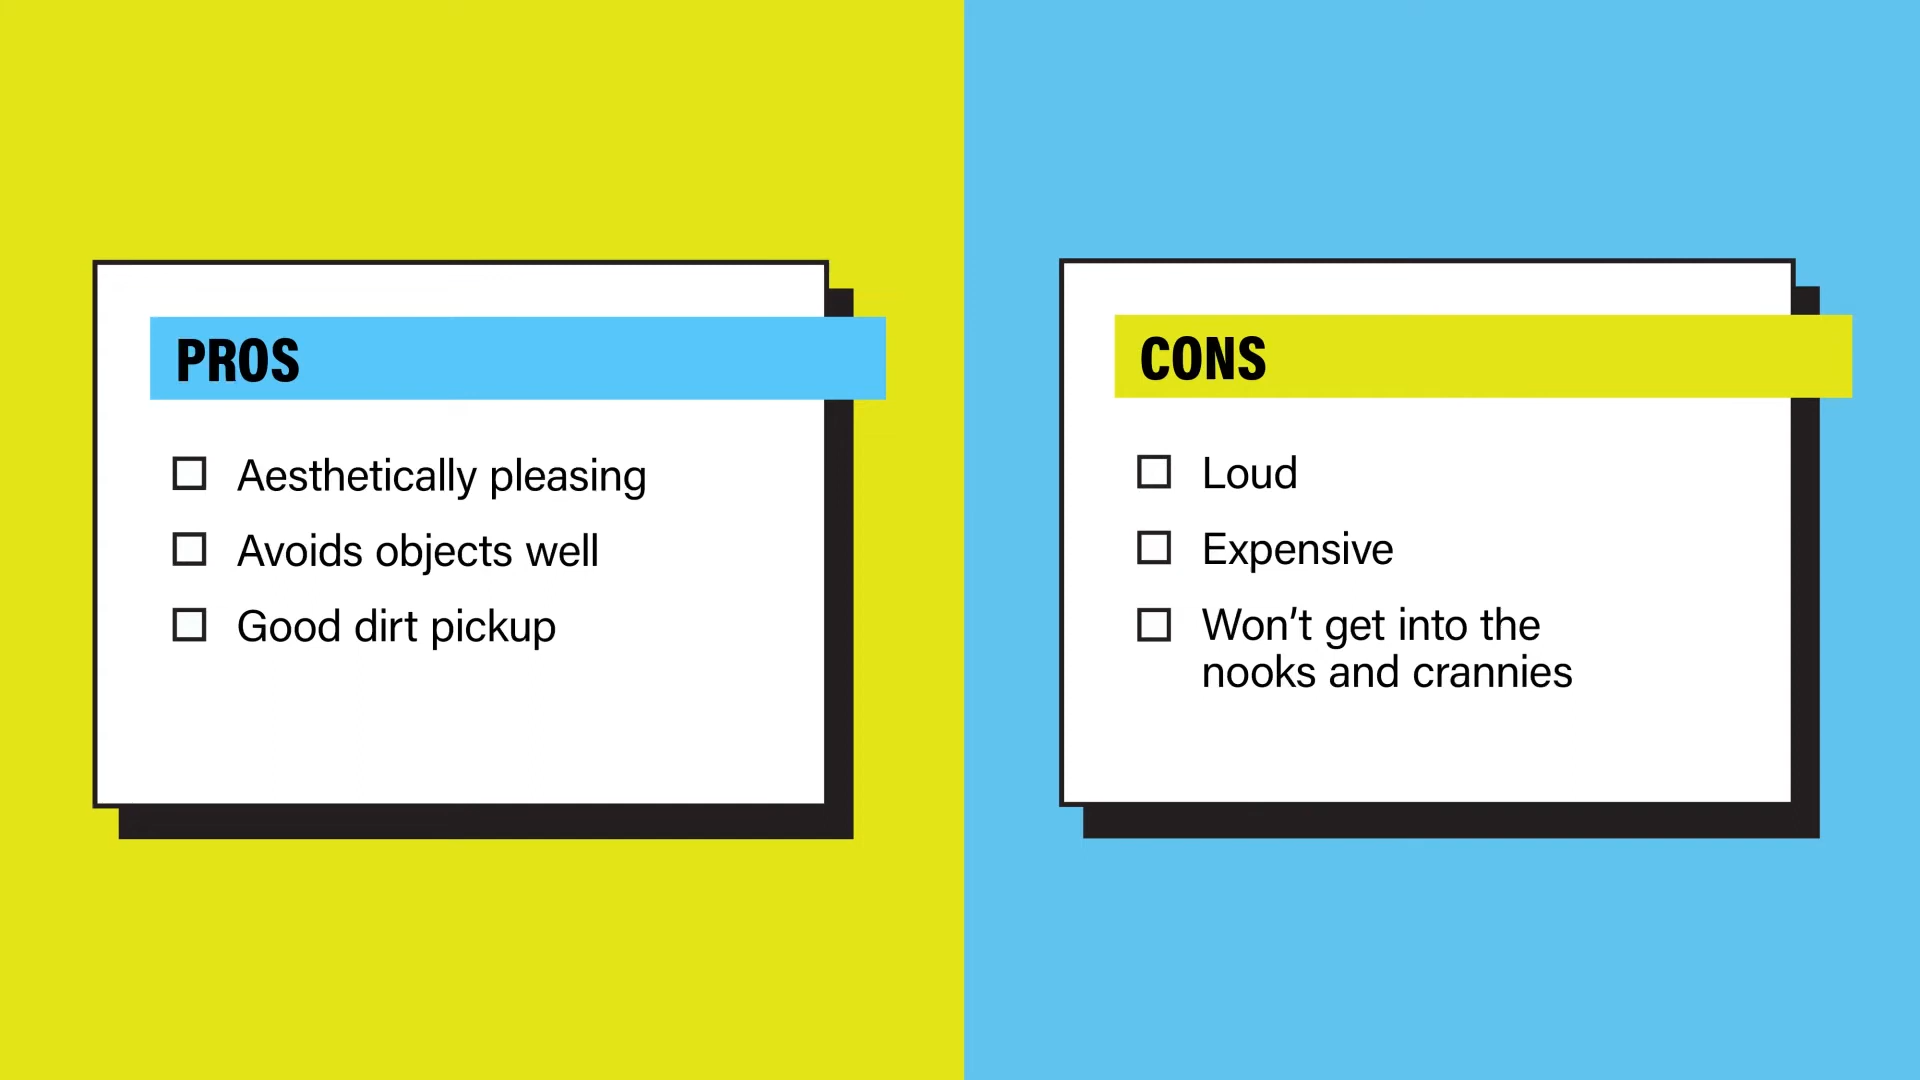 PROS
Aesthetically pleasing
Avoids objects well
Good dirt pickup
CONS
Loud
Expensive
Won’t get into the
nooks and crannies